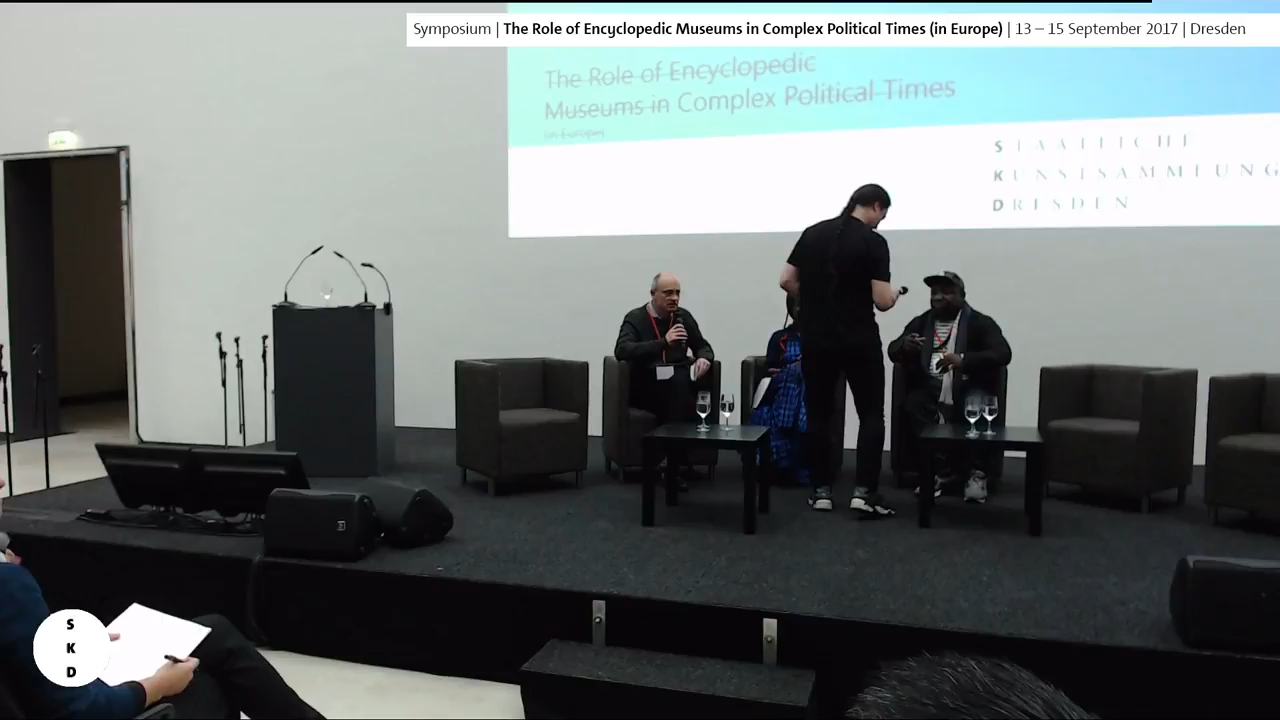 Symposium | The Role of Encyclopedic Museums in Complex Political Times (in Europe) | 13 – 15 September 2017 | Dresden
The Role of Encyclopedic
Museums in Complex Political Times
(in Europe)
STAATLICHE
KUNSTSAMMLUNG
DRESDEN
S
K
D